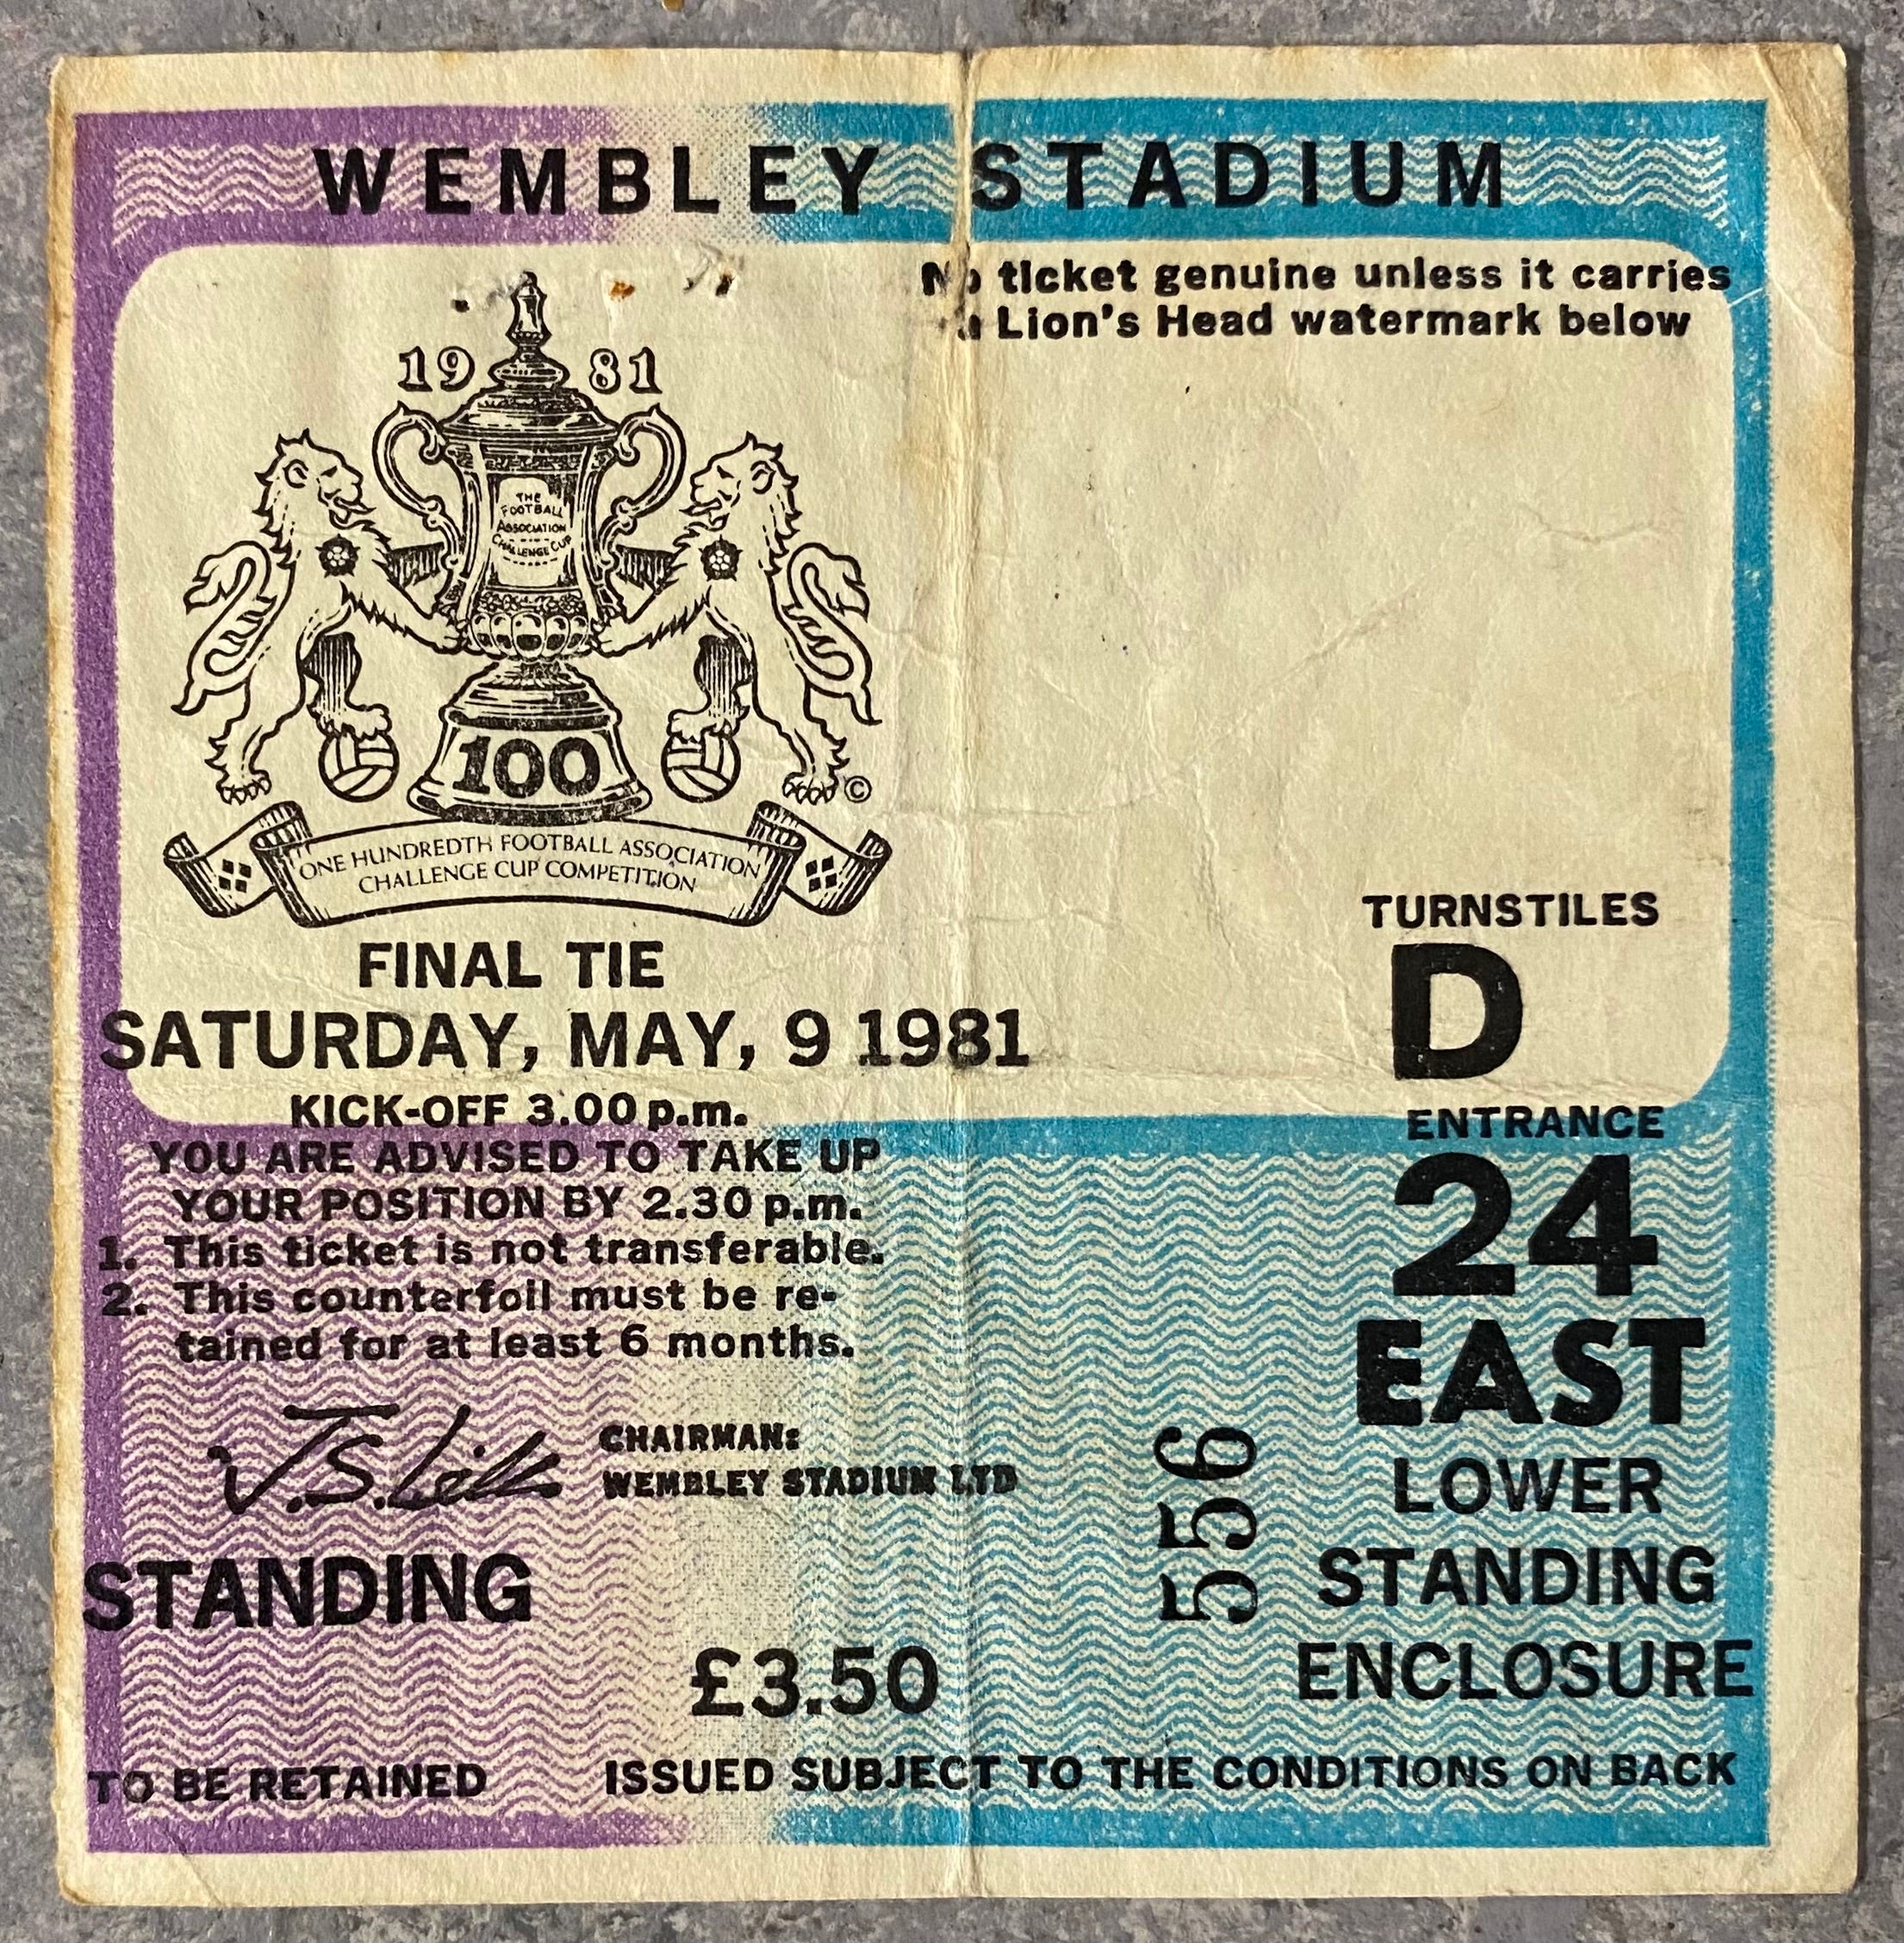 WEMBLEY STADIUM
No ticket genuine unless it carries
a Lion's Head watermark below
1981
THE
FOOTBALL
ASSOCIATION
CHALLENGE CUP
100
©
ONE HUNDREDTH FOOTBALL ASSOCIATION
CHALLENGE CUP COMPETITION
FINAL TIE
SATURDAY, MAY, 9 1981
KICK-OFF 3.00 p.m.
YOU ARE ADVISED TO TAKE UP
YOUR POSITION BY 2.30 p.m.
1. This ticket is not transferable.
2. This counterfoil must be re-
tained for at least 6 months.
CHAIRMAN:
WEMBLEY STADIUM LTD
STANDING
£3.50
TURNSTILES
D
ENTRANCE
24
EAST
LOWER
STANDING
ENCLOSURE
556
TO BE RETAINED
ISSUED SUBJECT TO THE CONDITIONS ON BACK